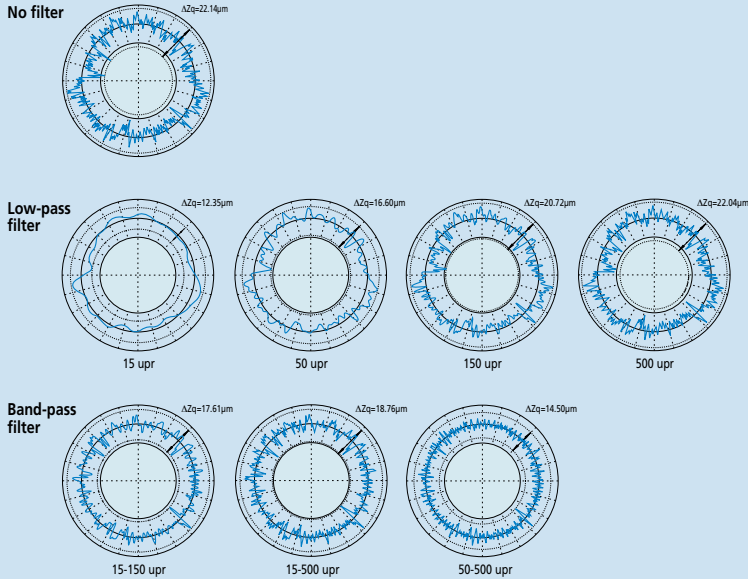 No filter
ΔZq=22.14µm
Low-pass
filter
ΔZq=12.35µm
ΔZq=16.60µm
ΔZq=20.72µm
ΔZq=22.04µm
15 upr
50 upr
150 upr
500 upr
Band-pass
filter
ΔZq=17.61µm
ΔZq=18.76µm
ΔZq=14.50µm
15-150 upr
15-500 upr
50-500 upr